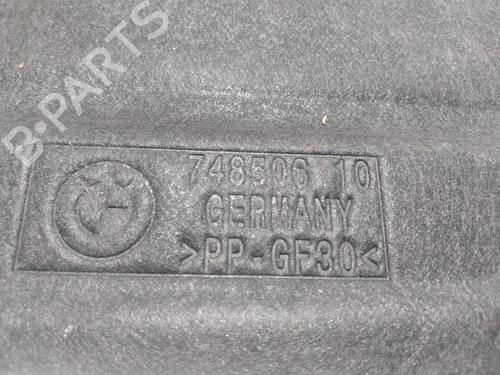 B-PARTS
748506 10
GERMANY
>PP-GF30<